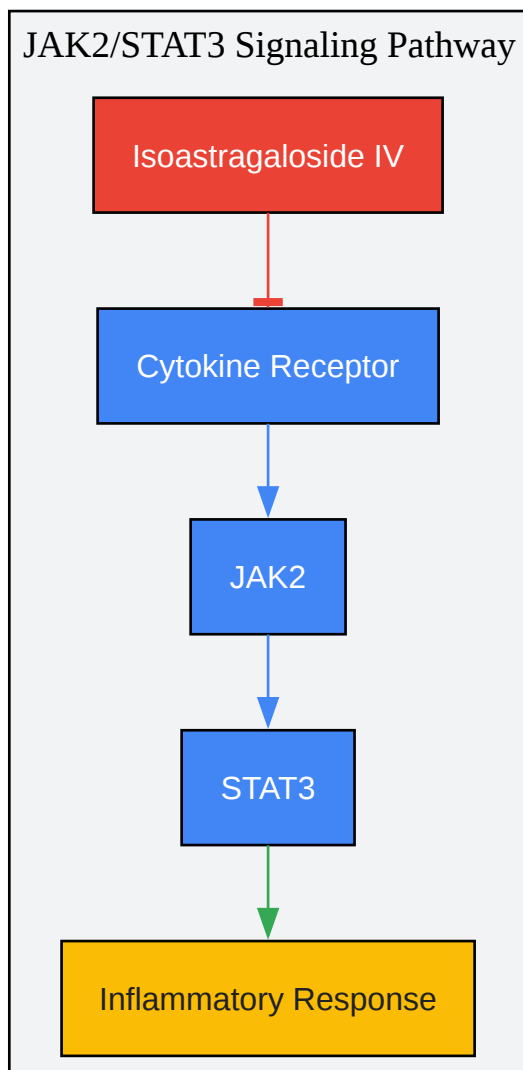 JAK2/STAT3 Signaling Pathway
Isoastragaloside IV
Cytokine Receptor
JAK2
STAT3
Inflammatory Response